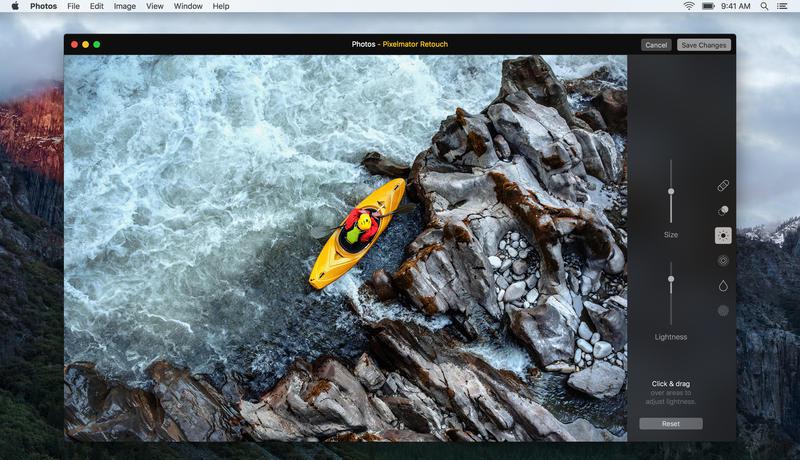 Photos File Edit Image View Window Help 9:41 AM
Photos - Pixelmator Retouch
Cancel Save Changes
Size
Lightness
Click & drag
over areas to
adjust lightness.
Reset